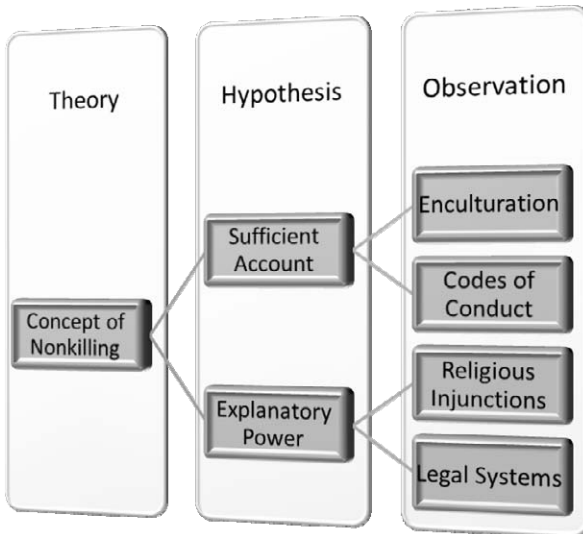 Theory
Hypothesis
Observation
Concept of
Nonkilling
Sufficient
Account
Explanatory
Power
Enculturation
Codes of
Conduct
Religious
Injunctions
Legal Systems